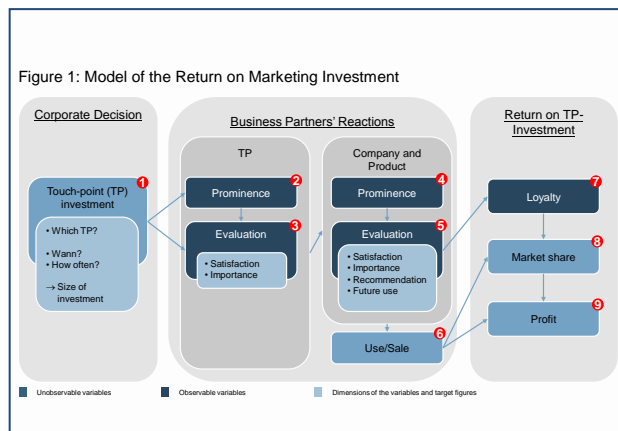 Figure 1: Model of the Return on Marketing Investment
Corporate Decision
1
Touch-point (TP)
investment
• Which TP?
• Wann?
• How often?
→ Size of
investment
Business Partners' Reactions
TP
2
Prominence
3
Evaluation
• Satisfaction
• Importance
Company and
Product
4
Prominence
5
Evaluation
• Satisfaction
• Importance
• Recommendation
• Future use
6
Use/Sale
Return on TP-
Investment
7
Loyalty
8
Market share
9
Profit
Unobservable variables
Observable variables
Dimensions of the variables and target figures